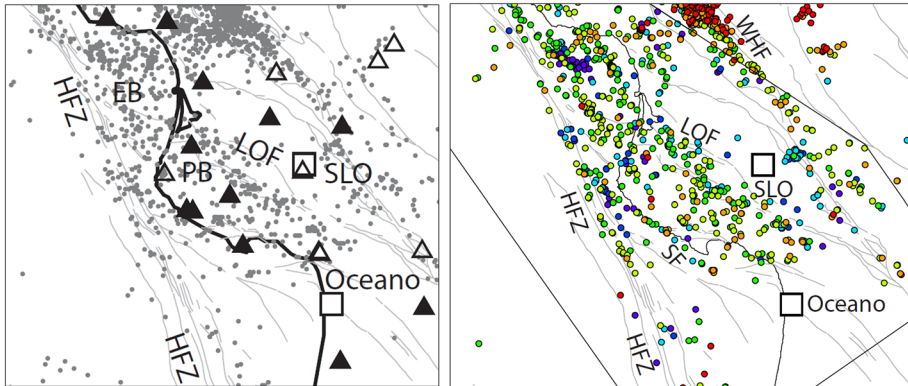 HFZ
EB
LOF
PB
SLO
Oceano
HFZ
WHF
LOF
SLO
HFZ
SF
Oceano
HFZ